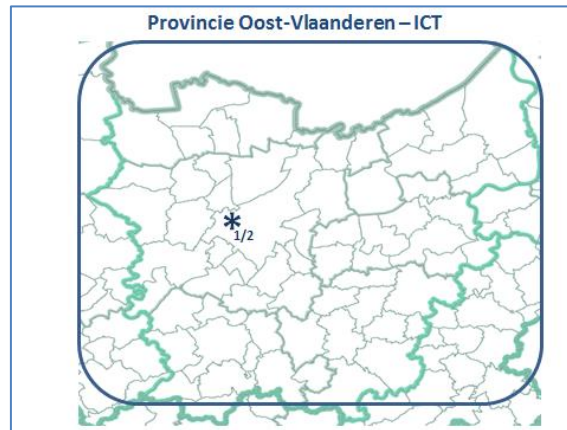 Provincie Oost-Vlaanderen – ICT
*
1/2